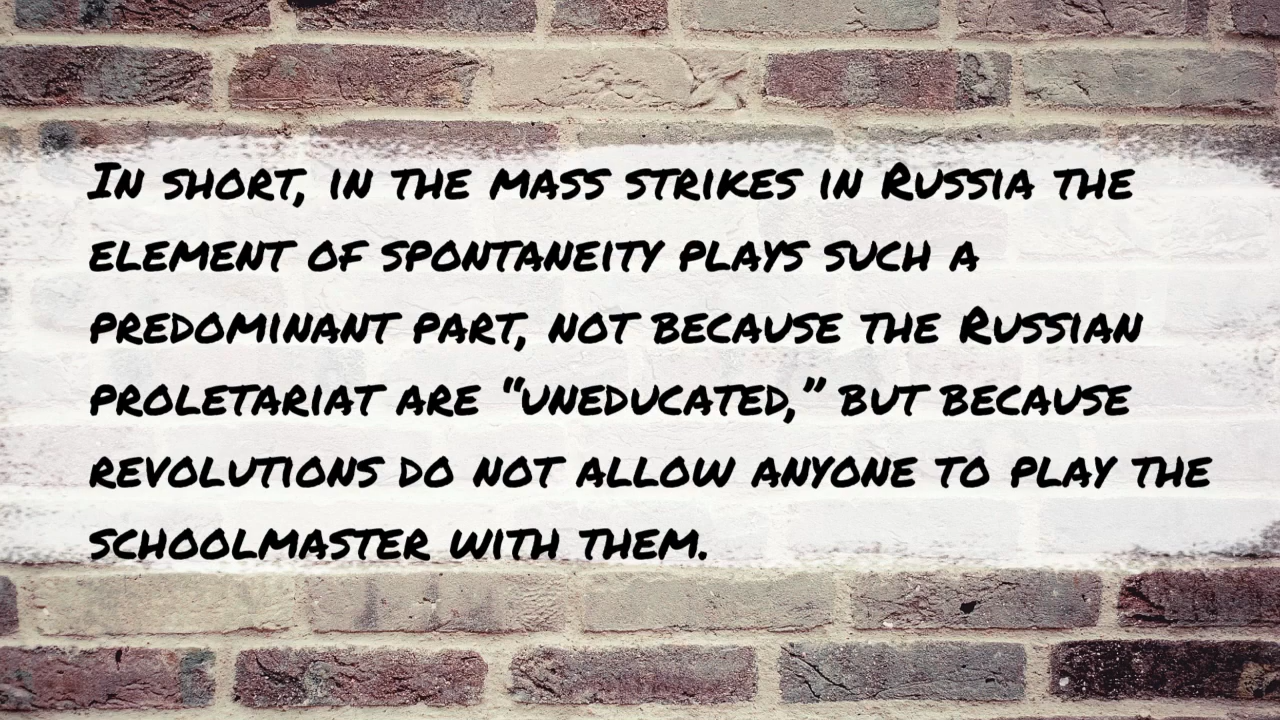 In short, in the mass strikes in Russia the
element of spontaneity plays such a
predominant part, not because the Russian
proletariat are “uneducated,” but because
revolutions do not allow anyone to play the
schoolmaster with them.